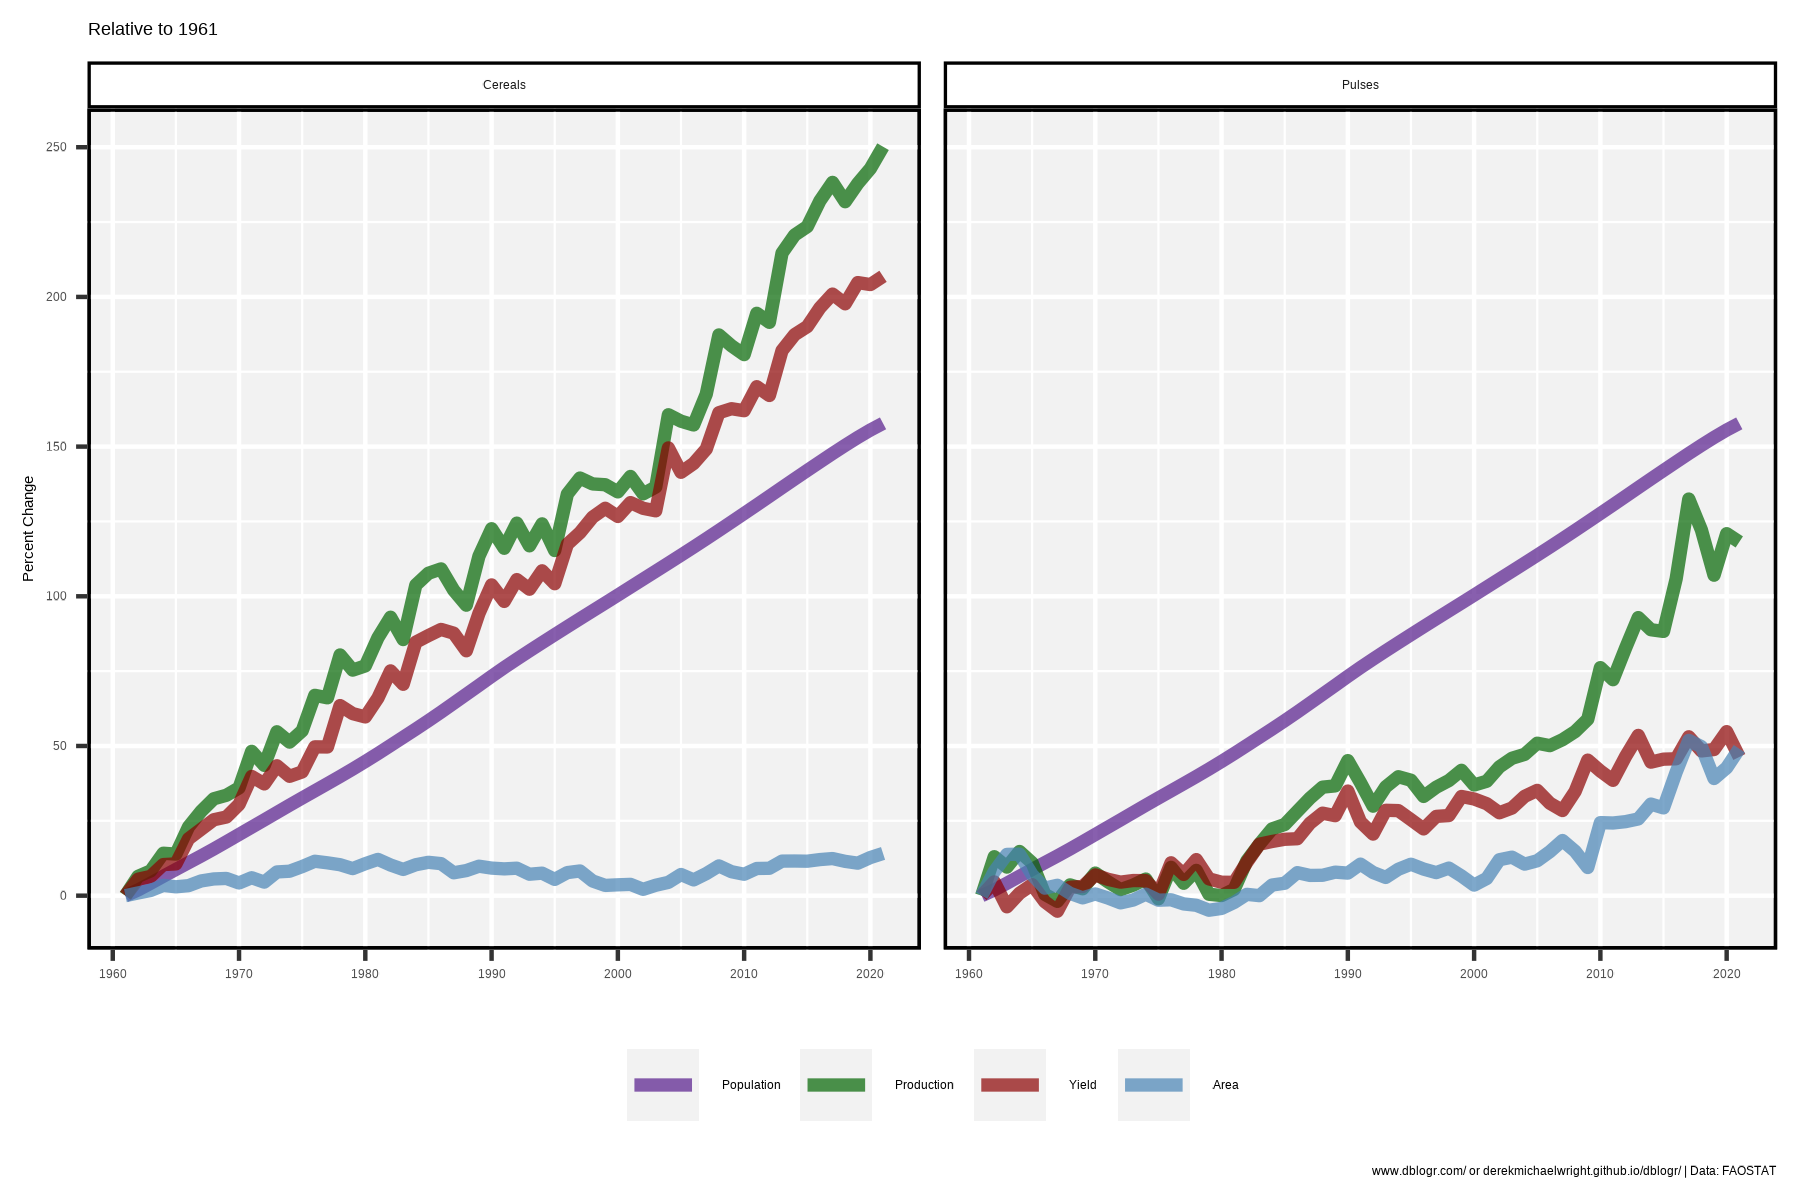 Relative to 1961
Cereals
Pulses
Percent Change
250
200
150
100
50
0
1960 1970 1980 1990 2000 2010 2020
1960 1970 1980 1990 2000 2010 2020
Population Production Yield Area
www.dblogr.com/ or derekmichaelwright.github.io/dblogr/ | Data: FAOSTAT